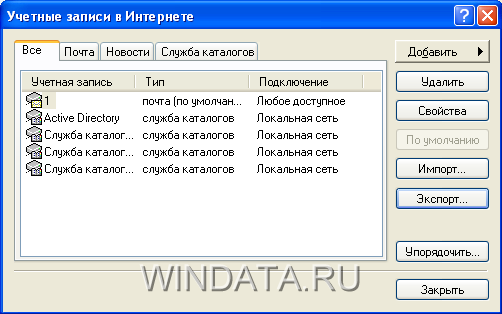 Учетные записи в Интернете
Все Почта Новости Служба каталогов
Добавить
Учетная запись Тип Подключение
1 почта (по умолчан... Любое доступное
Active Directory служба каталогов Локальная сеть
Служба каталог... служба каталогов Локальная сеть
Служба каталог... служба каталогов Локальная сеть
Служба каталог... служба каталогов Локальная сеть
Удалить
Свойства
По умолчанию
Импорт...
Экспорт...
Упорядочить...
WINDATA.RU
Закрыть